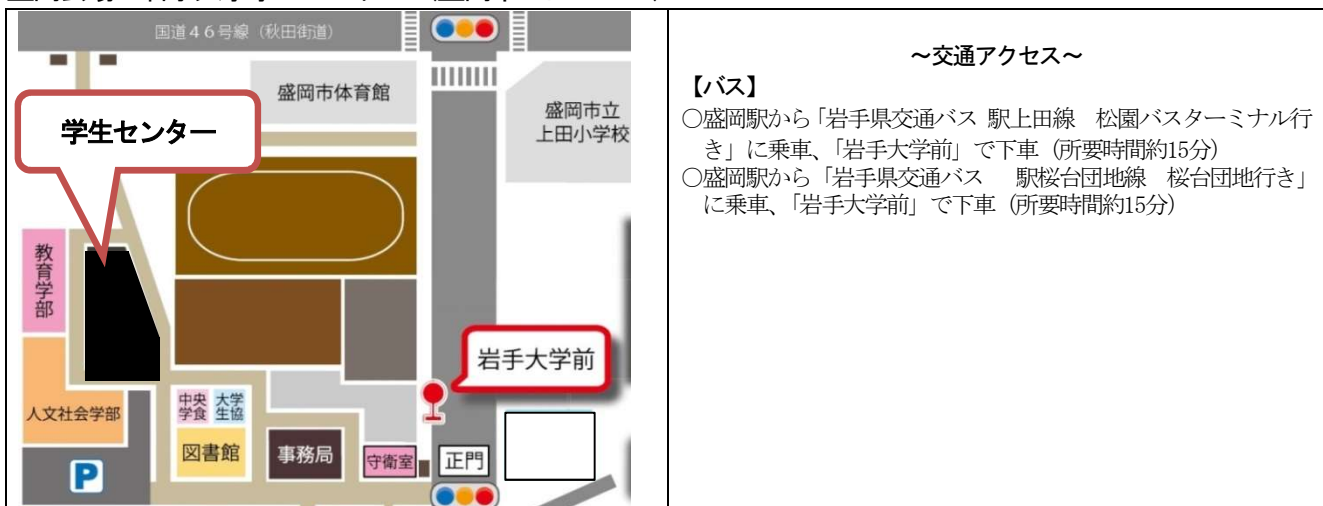 国道４６号線（秋田街道）
盛岡市体育館
盛岡市立
上田小学校
学生センター
教育学部
岩手大学前
人文社会学部
中央
学食
大学
生協
図書館
事務局
守衛室
正門
P
～交通アクセス～
【バス】
○盛岡駅から「岩手県交通バス 駅上田線　松園バスターミナル行
き」に乗車、「岩手大学前」で下車（所要時間約15分）
○盛岡駅から「岩手県交通バス　駅桜台団地線　桜台団地行き」
に乗車、「岩手大学前」で下車（所要時間約15分）